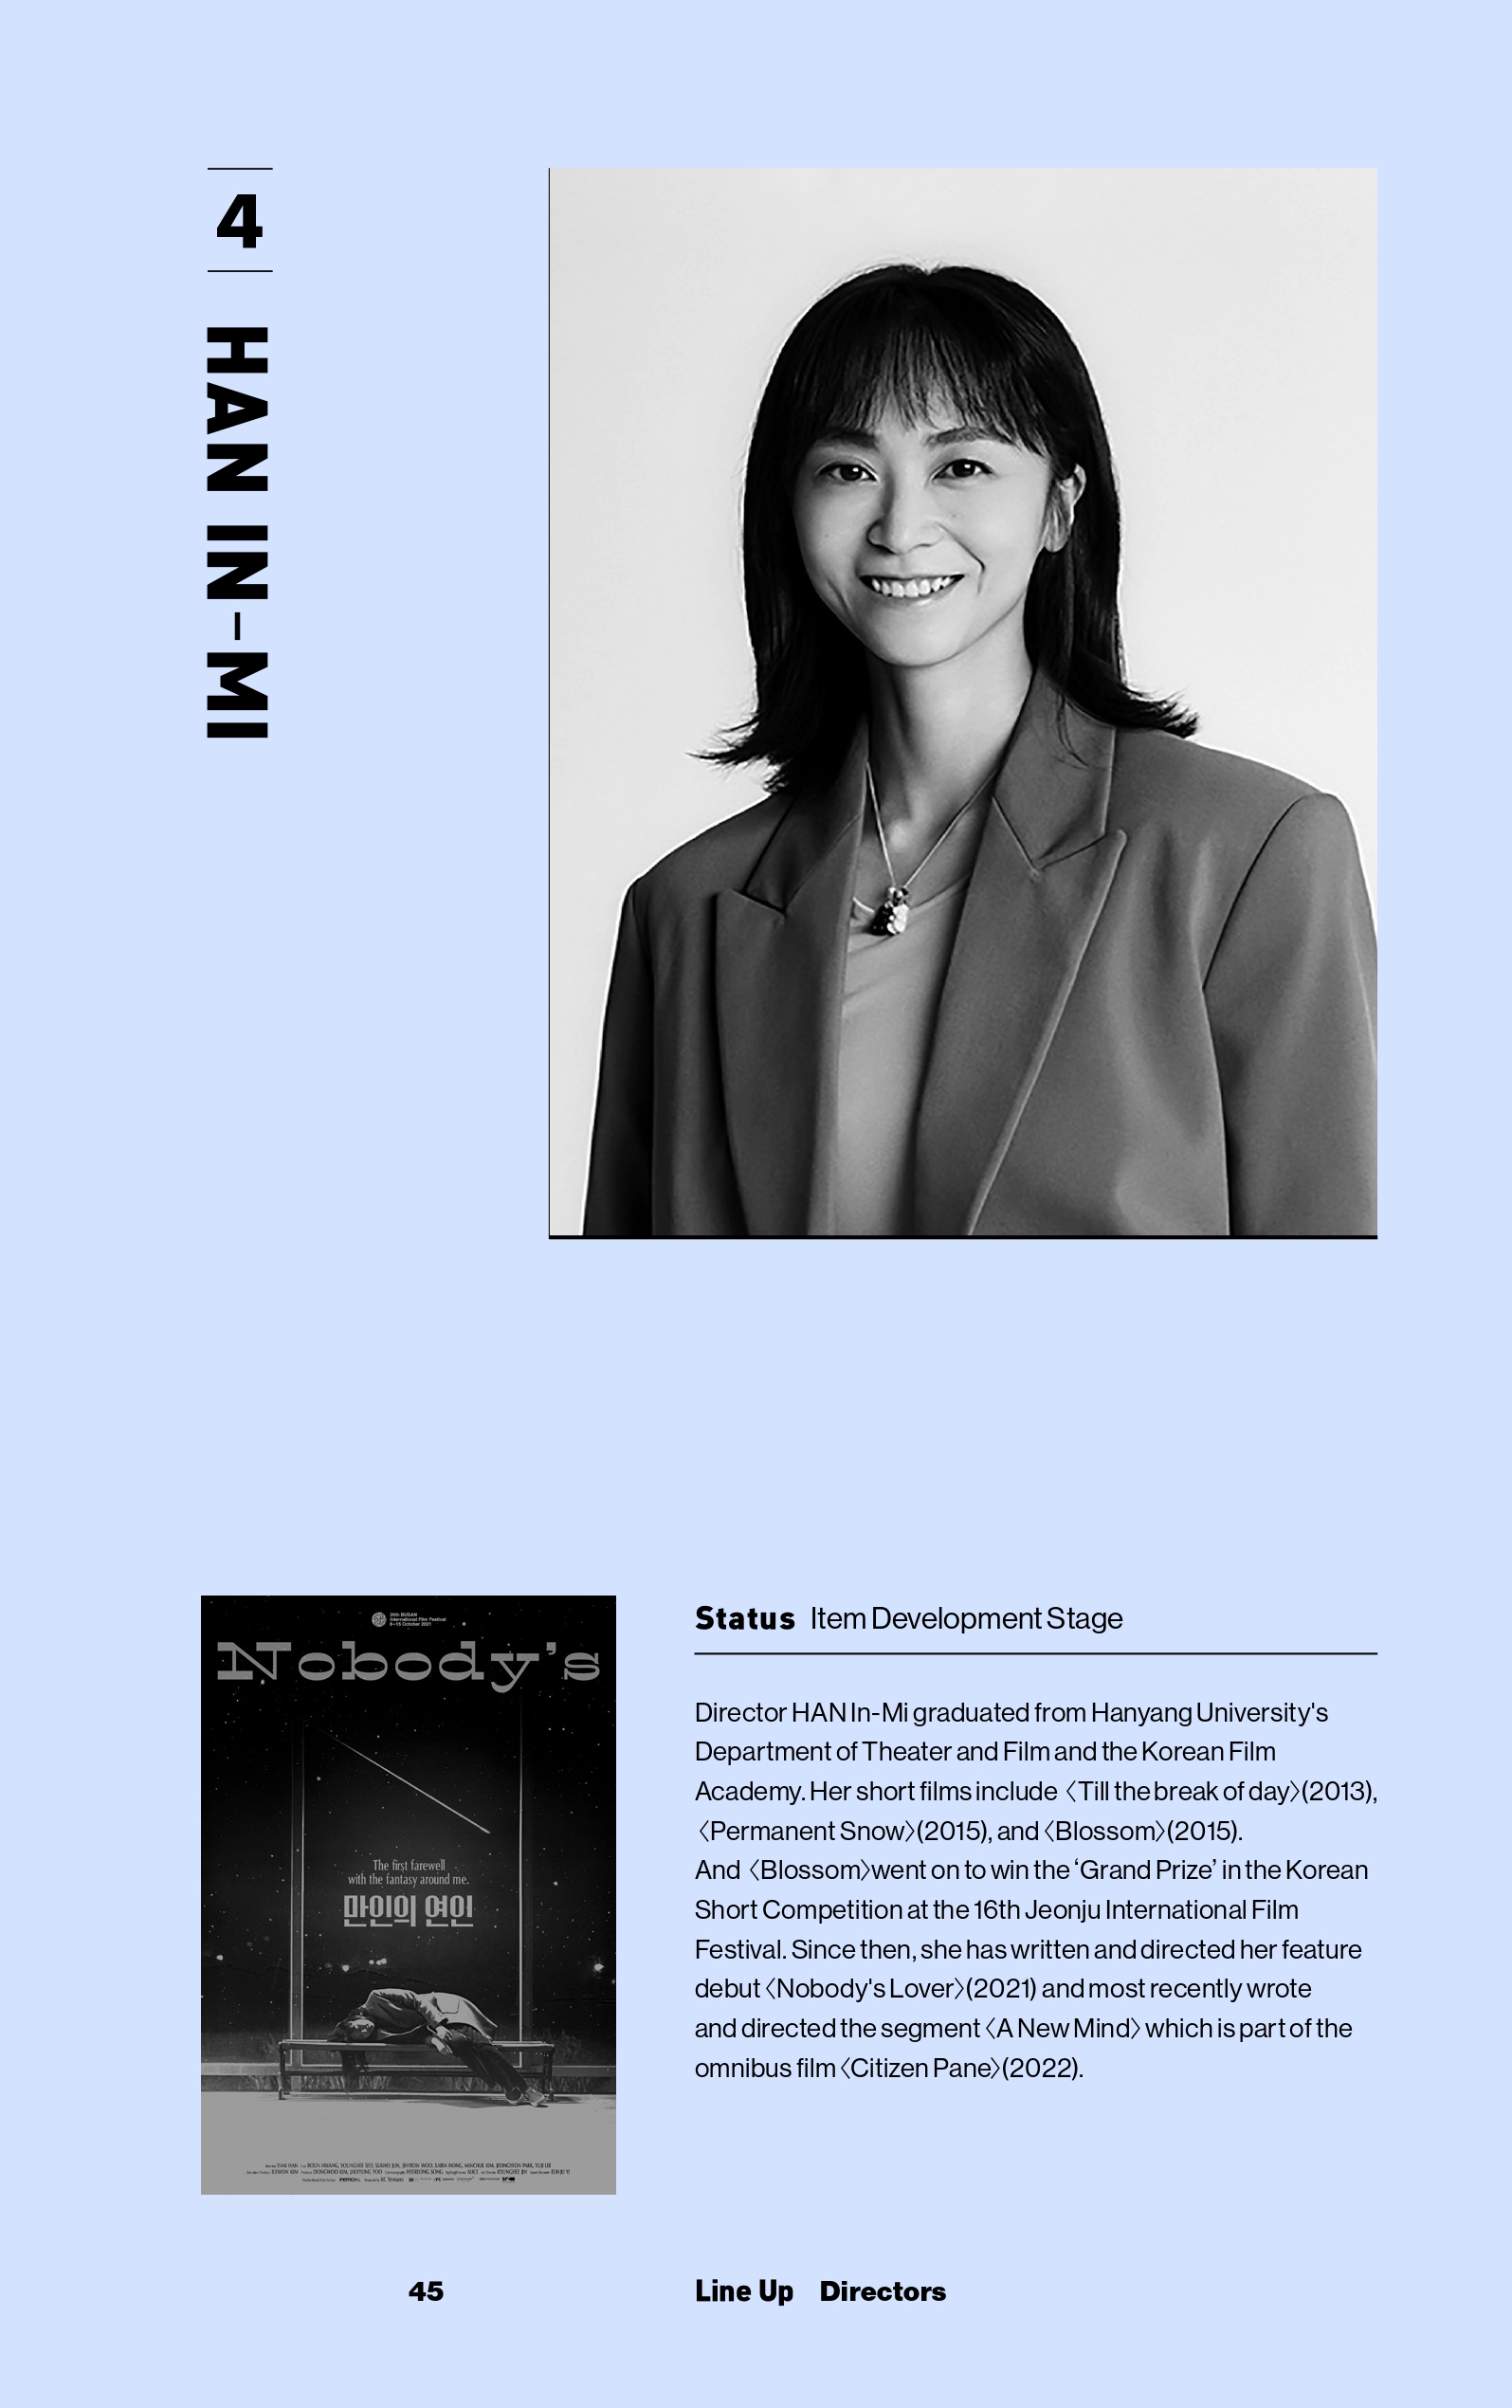 4
HAN IN-MI
26th BUSAN
International Film Festival
6–15 October 2021
Nobody's
The first farewell
with the fantasy around me.
만인의 연인
Status Item Development Stage
Director HAN In-Mi graduated from Hanyang University's
Department of Theater and Film and the Korean Film
Academy. Her short films include 〈Till the break of day〉(2013),
〈Permanent Snow〉(2015), and 〈Blossom〉(2015).
And 〈Blossom〉went on to win the ‘Grand Prize’ in the Korean
Short Competition at the 16th Jeonju International Film
Festival. Since then, she has written and directed her feature
debut 〈Nobody's Lover〉(2021) and most recently wrote
and directed the segment 〈A New Mind〉 which is part of the
omnibus film 〈Citizen Pane〉(2022).
45
Line Up Directors